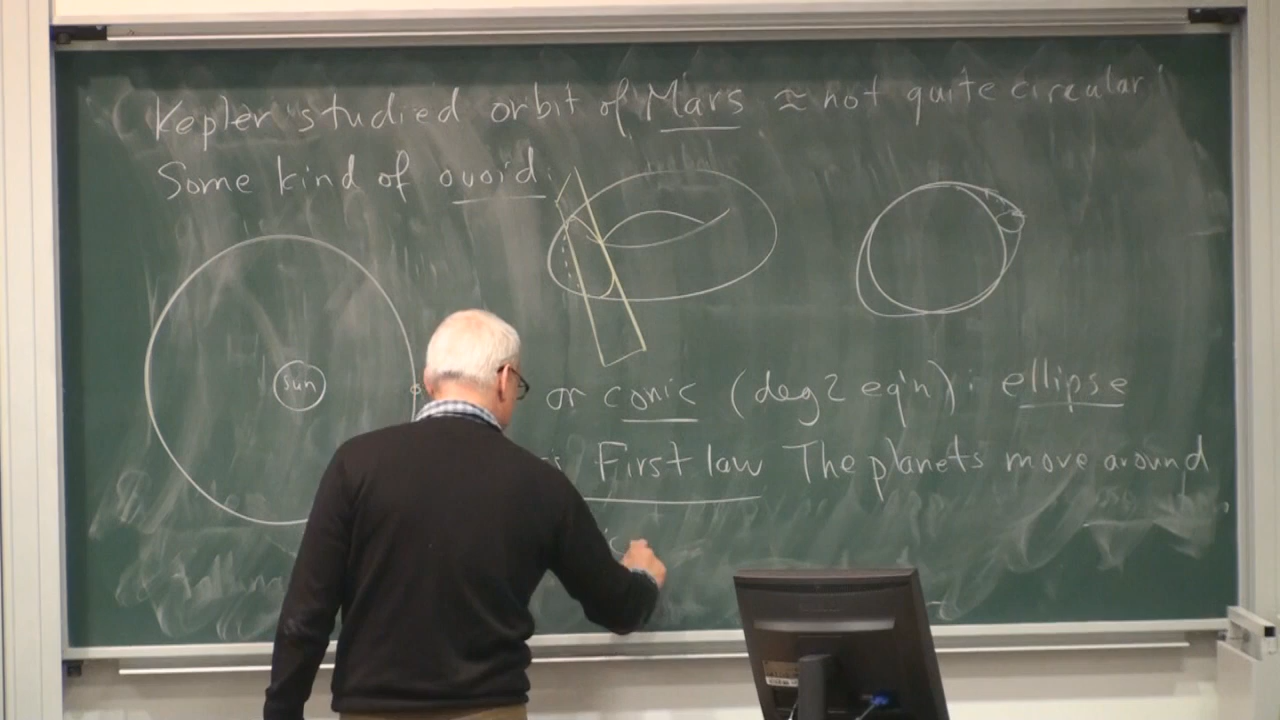 Kepler studied orbit of Mars ≈ not quite circular!
Some kind of ovoid.
sun
or conic (deg 2 eq'n): ellipse
First law The planets move around